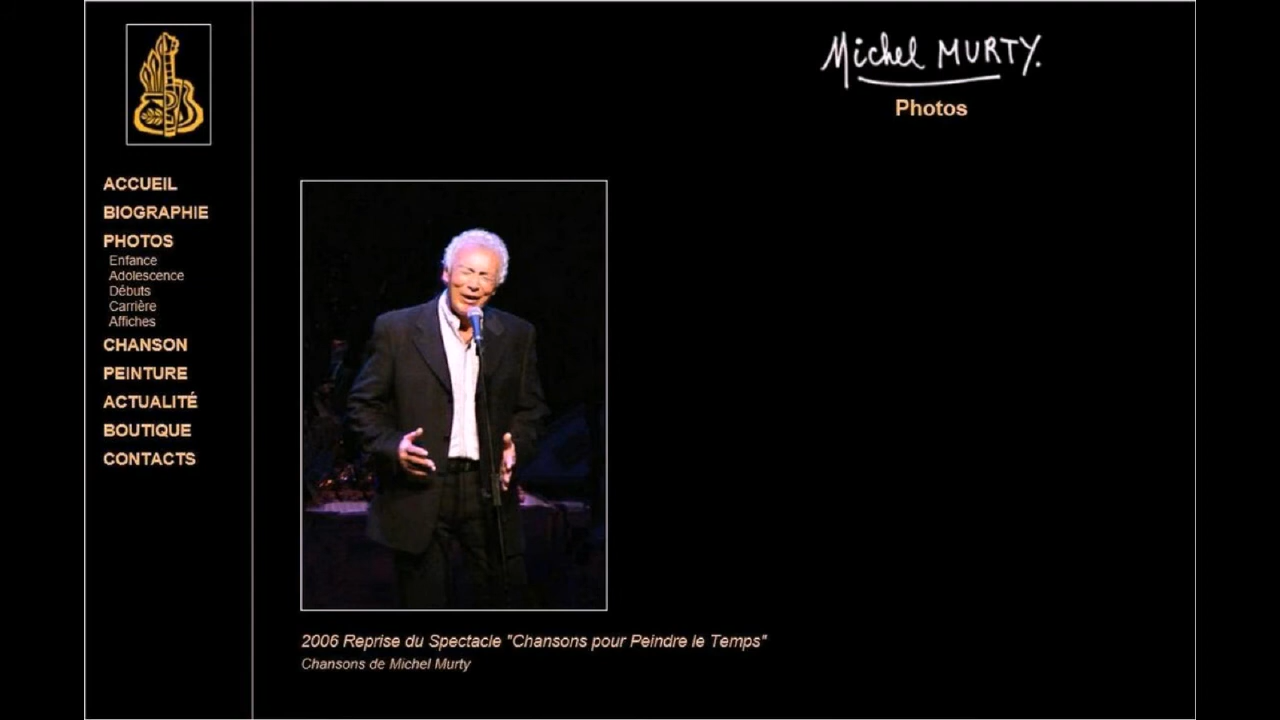 Michel MURTY.
Photos
ACCUEIL
BIOGRAPHIE
PHOTOS
Enfance
Adolescence
Débuts
Carrière
Affiches
CHANSON
PEINTURE
ACTUALITÉ
BOUTIQUE
CONTACTS
2006 Reprise du Spectacle "Chansons pour Peindre le Temps"
Chansons de Michel Murty